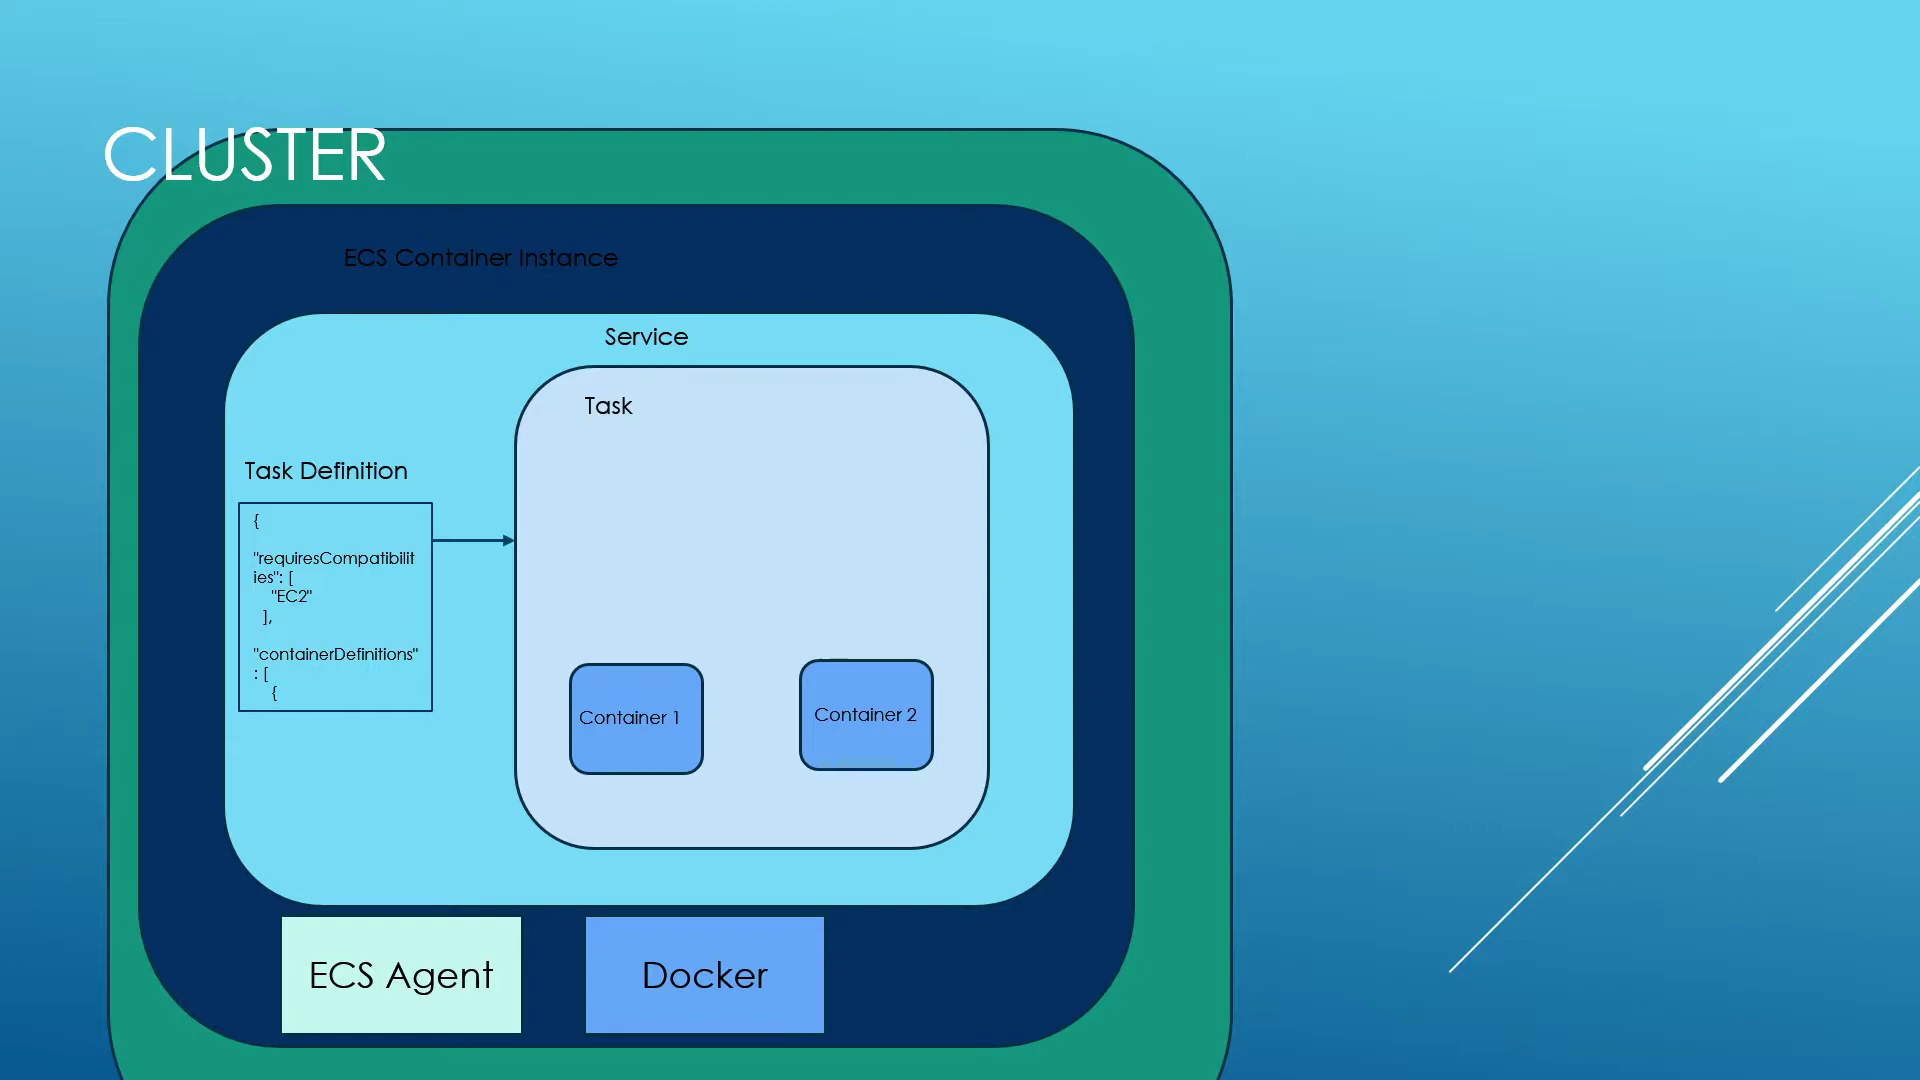 CLUSTER
ECS Container Instance
Service
Task
Task Definition
{
"requiresCompatibilit
ies": [
"EC2"
],
"containerDefinitions"
: [
{
Container 1
Container 2
ECS Agent
Docker